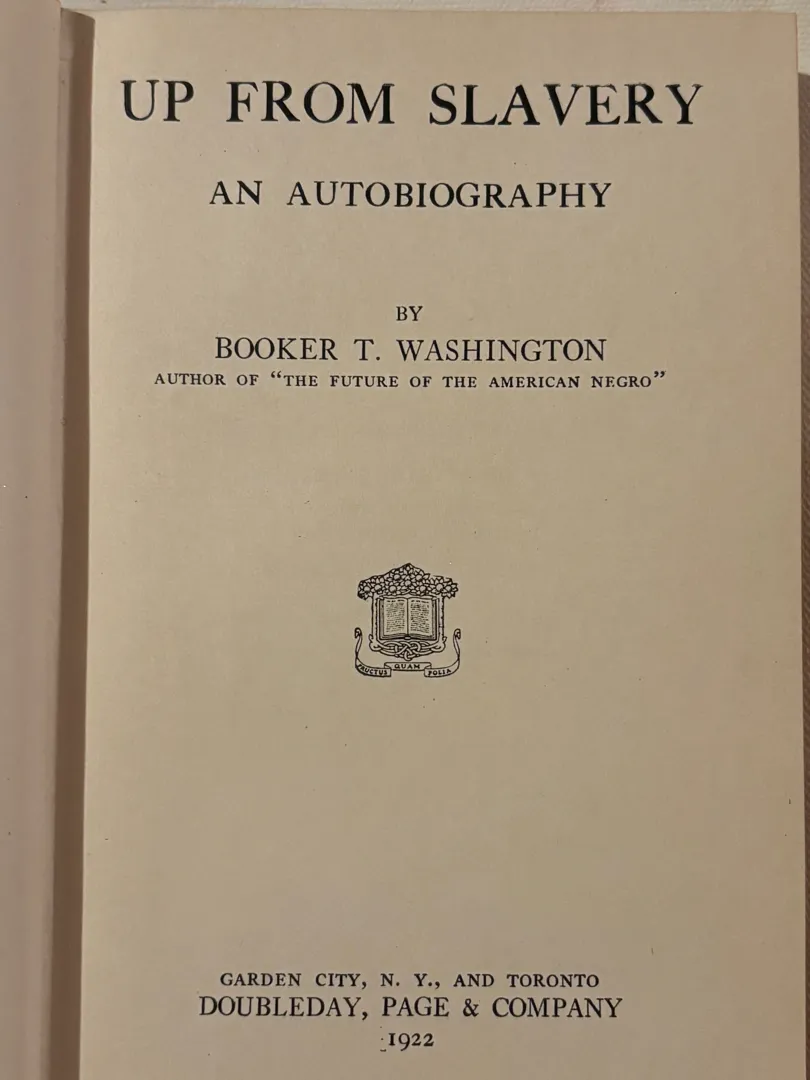 UP FROM SLAVERY
AN AUTOBIOGRAPHY
BY
BOOKER T. WASHINGTON
AUTHOR OF “THE FUTURE OF THE AMERICAN NEGRO”
FRUCTUS QUAM FOLIA
GARDEN CITY, N. Y., AND TORONTO
DOUBLEDAY, PAGE & COMPANY
1922